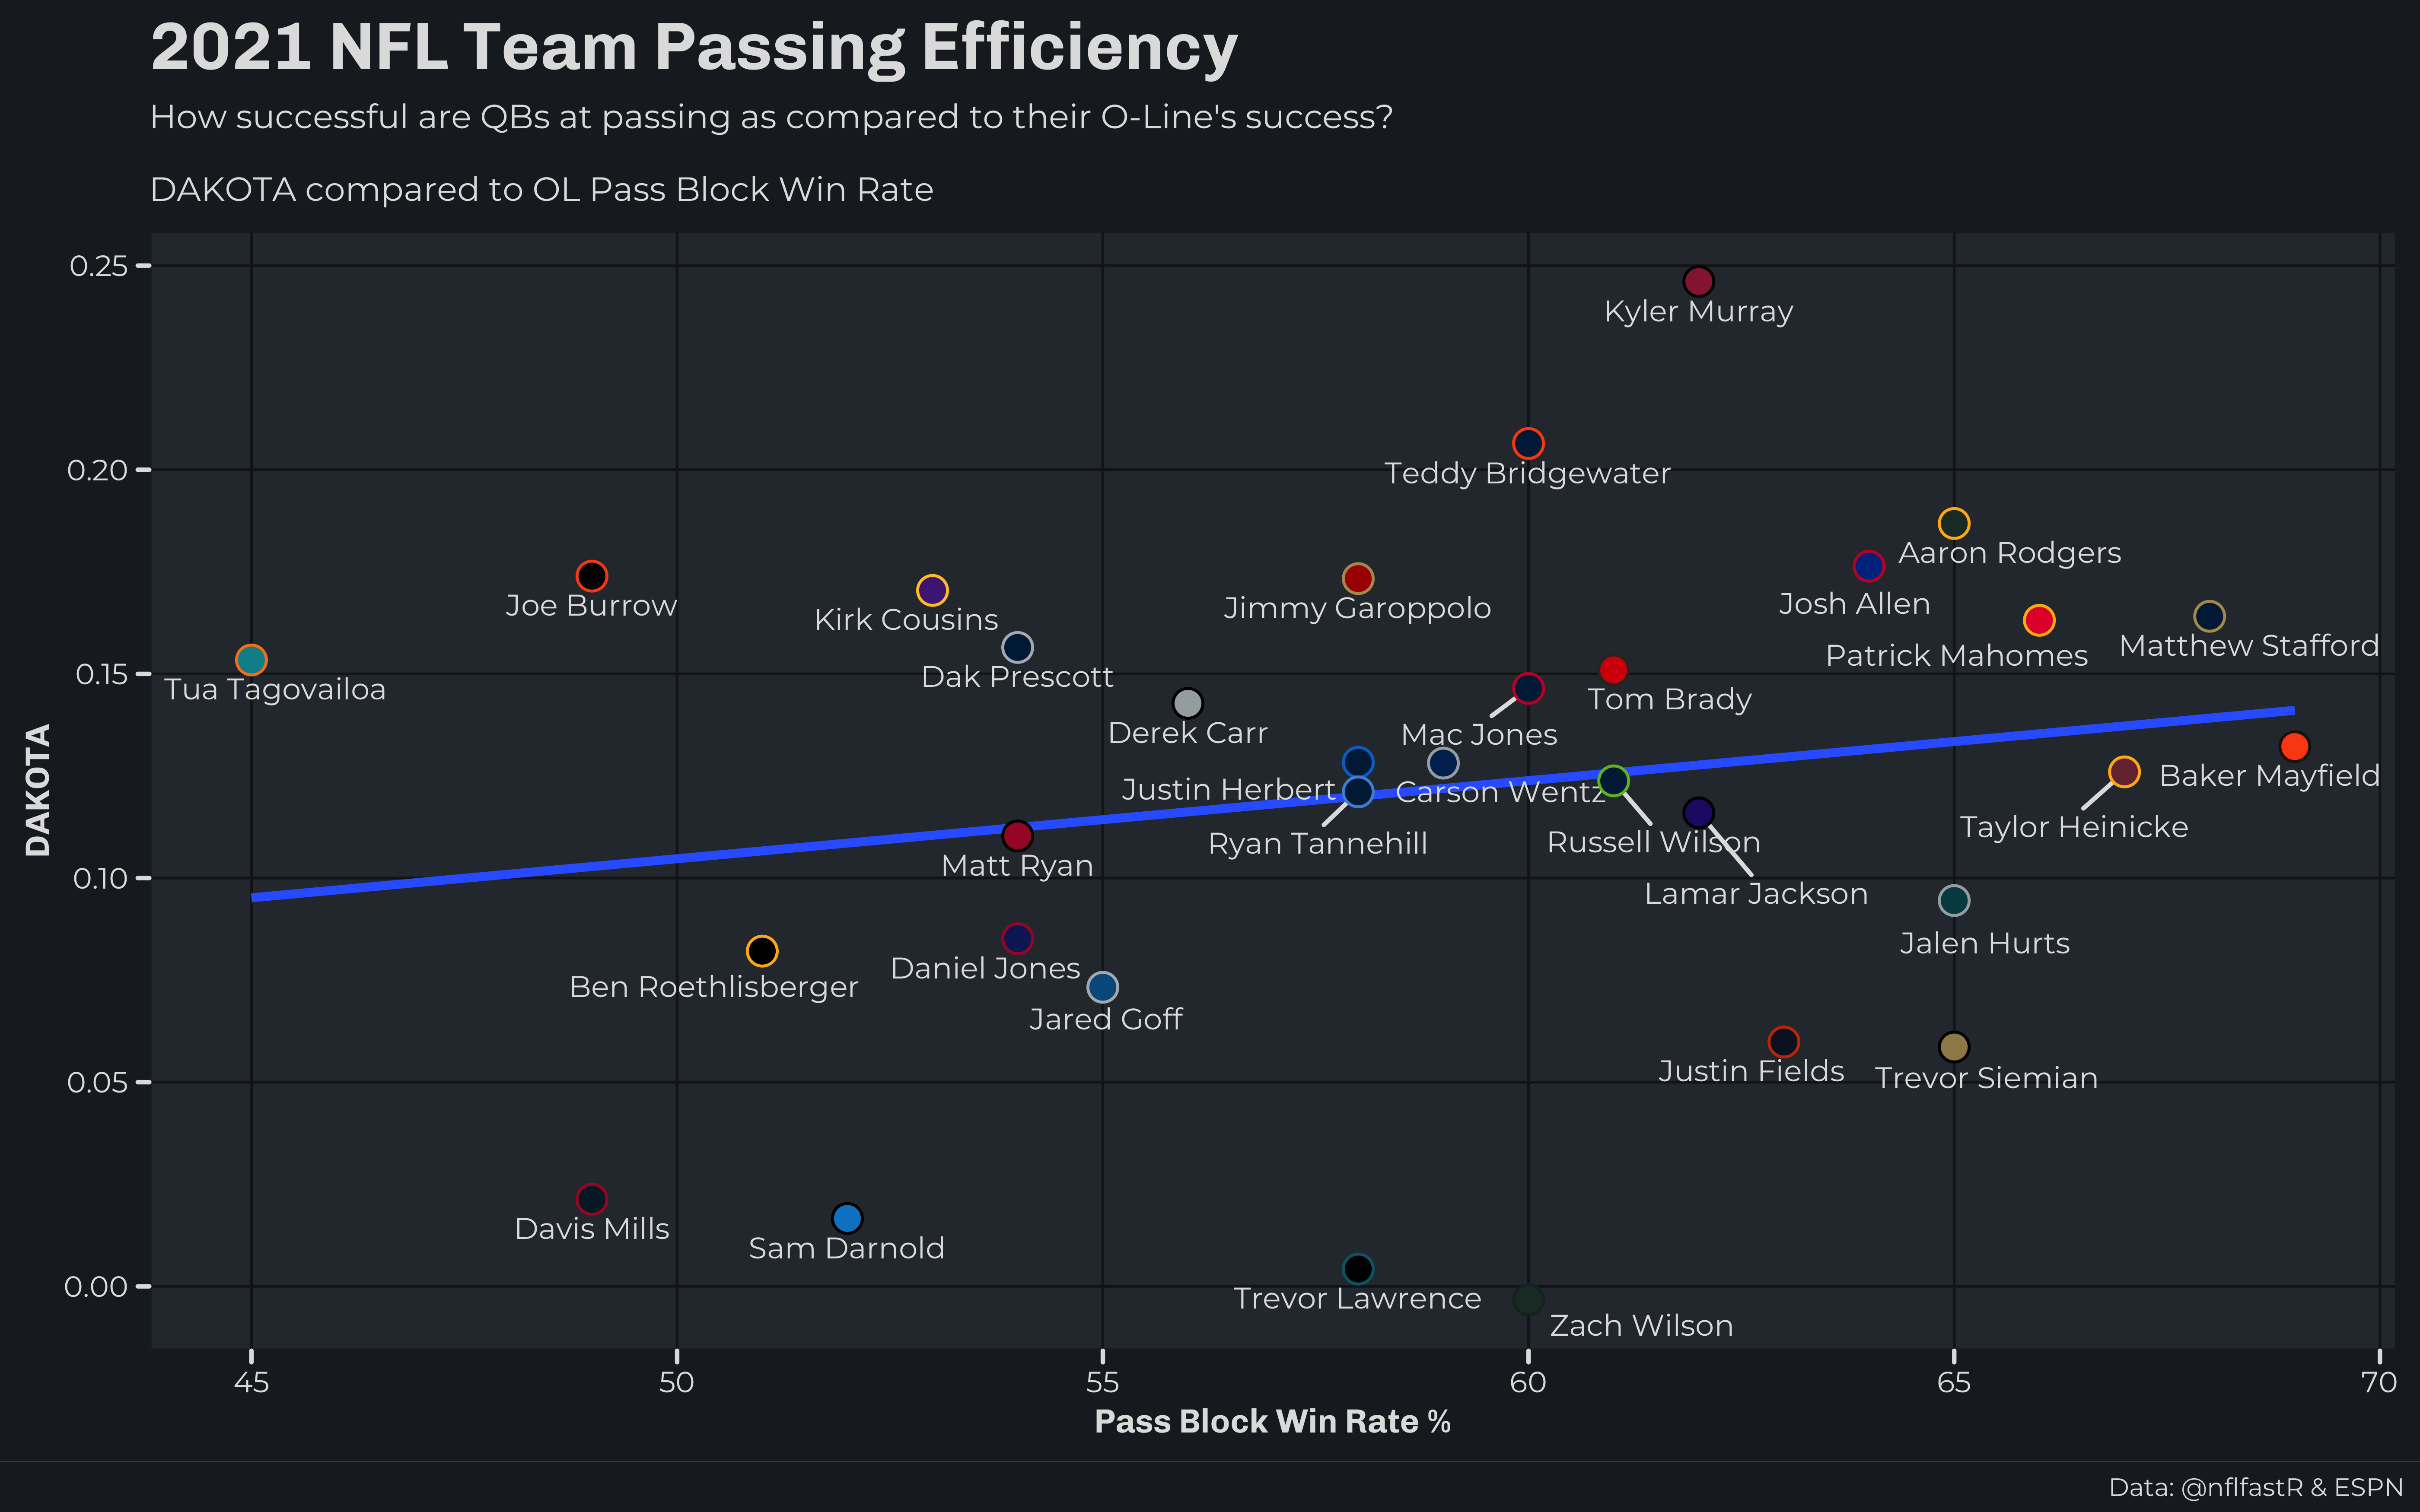 2021 NFL Team Passing Efficiency
How successful are QBs at passing as compared to their O-Line's success?
DAKOTA compared to OL Pass Block Win Rate
0.25
Kyler Murray
Teddy Bridgewater
0.20
Aaron Rodgers
Joe Burrow
Josh Allen
Jimmy Garoppolo
Kirk Cousins
Matthew Stafford
Patrick Mahomes
0.15
Dak Prescott
Tua Tagovailoa
Tom Brady
Derek Carr
Mac Jones
Baker Mayfield
Justin Herbert
Carson Wentz
DAKOTA
Taylor Heinicke
Russell Wilson
Ryan Tannehill
Matt Ryan
0.10
Lamar Jackson
Jalen Hurts
Daniel Jones
Ben Roethlisberger
Jared Goff
Justin Fields
Trevor Siemian
0.05
Davis Mills
Sam Darnold
0.00
Trevor Lawrence
Zach Wilson
45
50
55
60
65
70
Pass Block Win Rate %
Data: @nflfastR & ESPN